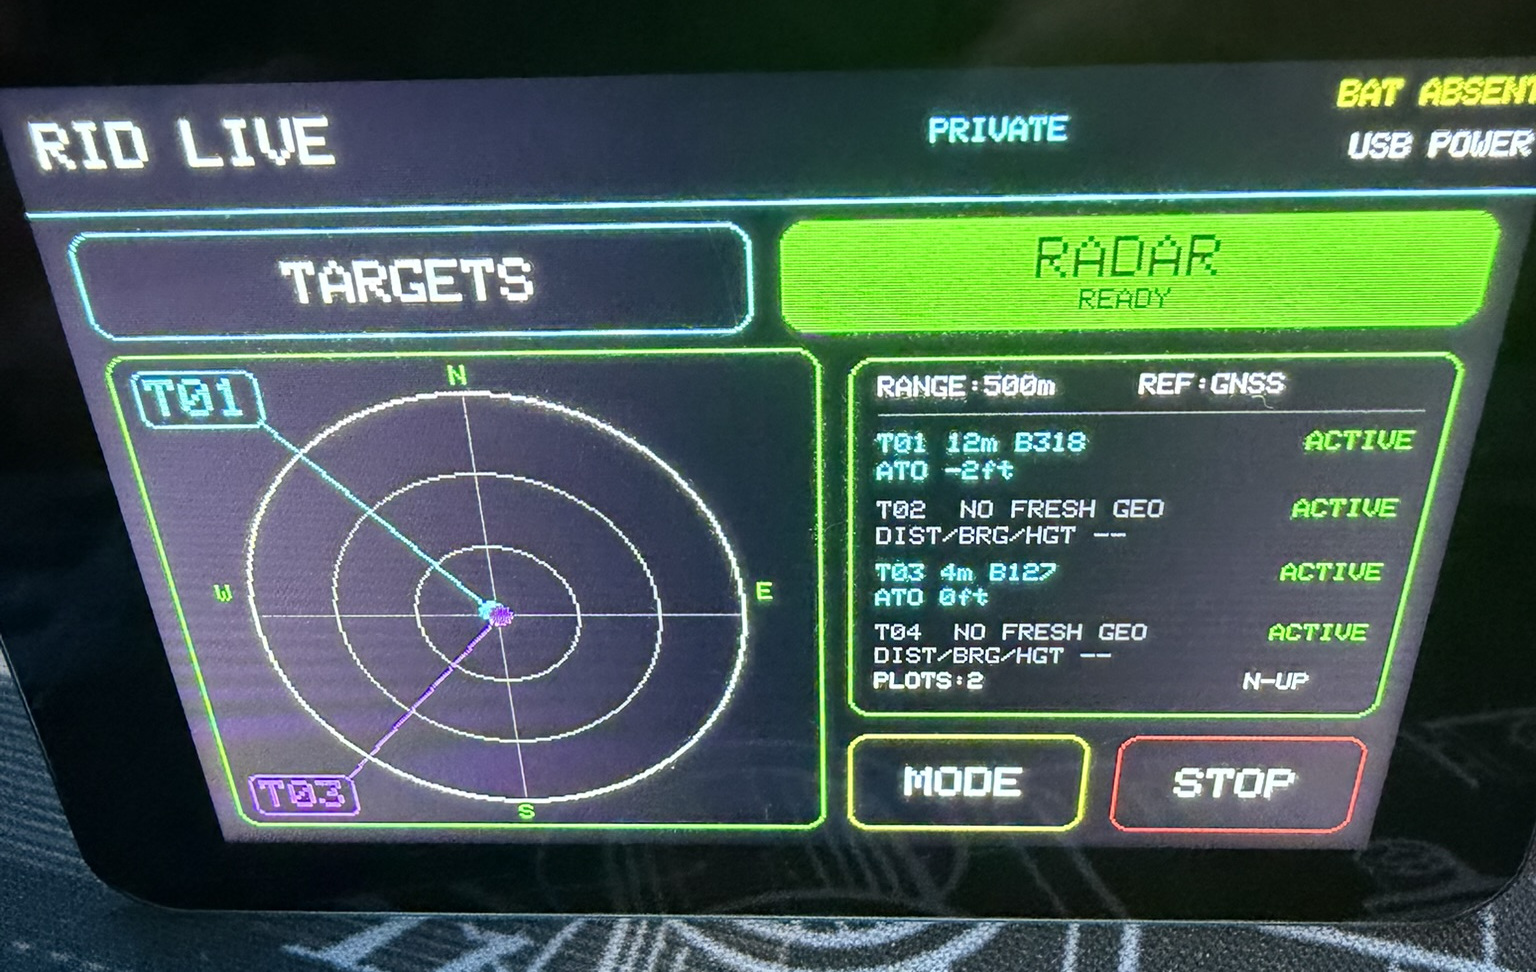 RID LIVE
PRIVATE
BAT ABSENT
USB POWER
TARGETS
RADAR
READY
T01
N
W
E
S
T03
RANGE:500m REF:GNSS
T01 12m B318 ACTIVE
ATO -2ft
T02 NO FRESH GEO ACTIVE
DIST/BRG/HGT --
T03 4m B127 ACTIVE
ATO 0ft
T04 NO FRESH GEO ACTIVE
DIST/BRG/HGT --
PLOTS:2 N-UP
MODE
STOP